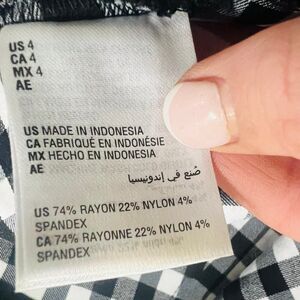 US 4
CA 4
MX 4
AE
US MADE IN INDONESIA
CA FABRIQUÉ EN INDONÉSIE
MX HECHO EN INDONESIA
AE
صُنع في إندونيسيا
US 74% RAYON 22% NYLON 4%
SPANDEX
CA 74% RAYONNE 22% NYLON 4%
SPANDEX